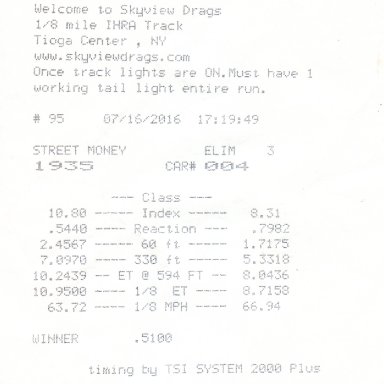 Welcome to Skyview Drags
1/8 mile IHRA Track
Tioga Center , NY
www.skyviewdrags.com
Once track lights are ON.Must have 1
working tail light entire run.
# 95 07/16/2016 17:19:49
STREET MONEY ELIM 3
1935 CAR# 004
--- Class ---
10.80 ----- Index ---- 8.31
.5440 ---- Reaction ---- .7982
2.4567 ----- 60 ft ----- 1.7175
7.0970 ----- 330 ft ----- 5.3318
10.2439 -- ET @ 594 FT -- 8.0436
10.9500 ---- 1/8 ET ---- 8.7158
63.72 ---- 1/8 MPH ---- 66.94
WINNER .5100
timing by TSI SYSTEM 2000 Plus